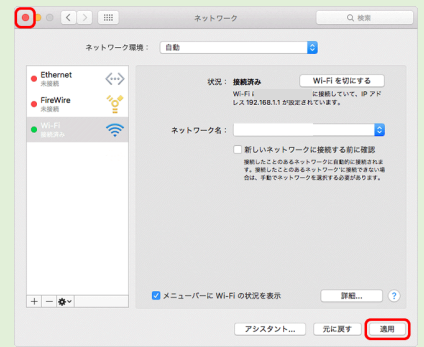 ネットワーク
検索
ネットワーク環境： 自動
Ethernet
未接続
FireWire
未接続
Wi-Fi
接続済み
状況： 接続済み
Wi-Fi を切にする
Wi-Fi に接続していて、IP アド
レス 192.168.1.1 が設定されています。
ネットワーク名：
新しいネットワークに接続する前に確認
接続したことのあるネットワークに自動的に接続されま
す。接続したことのあるネットワークに接続できない場
合は、手動でネットワークを選択する必要があります。
メニューバーに Wi-Fi の状況を表示
詳細...
?
アシスタント...
元に戻す
適用